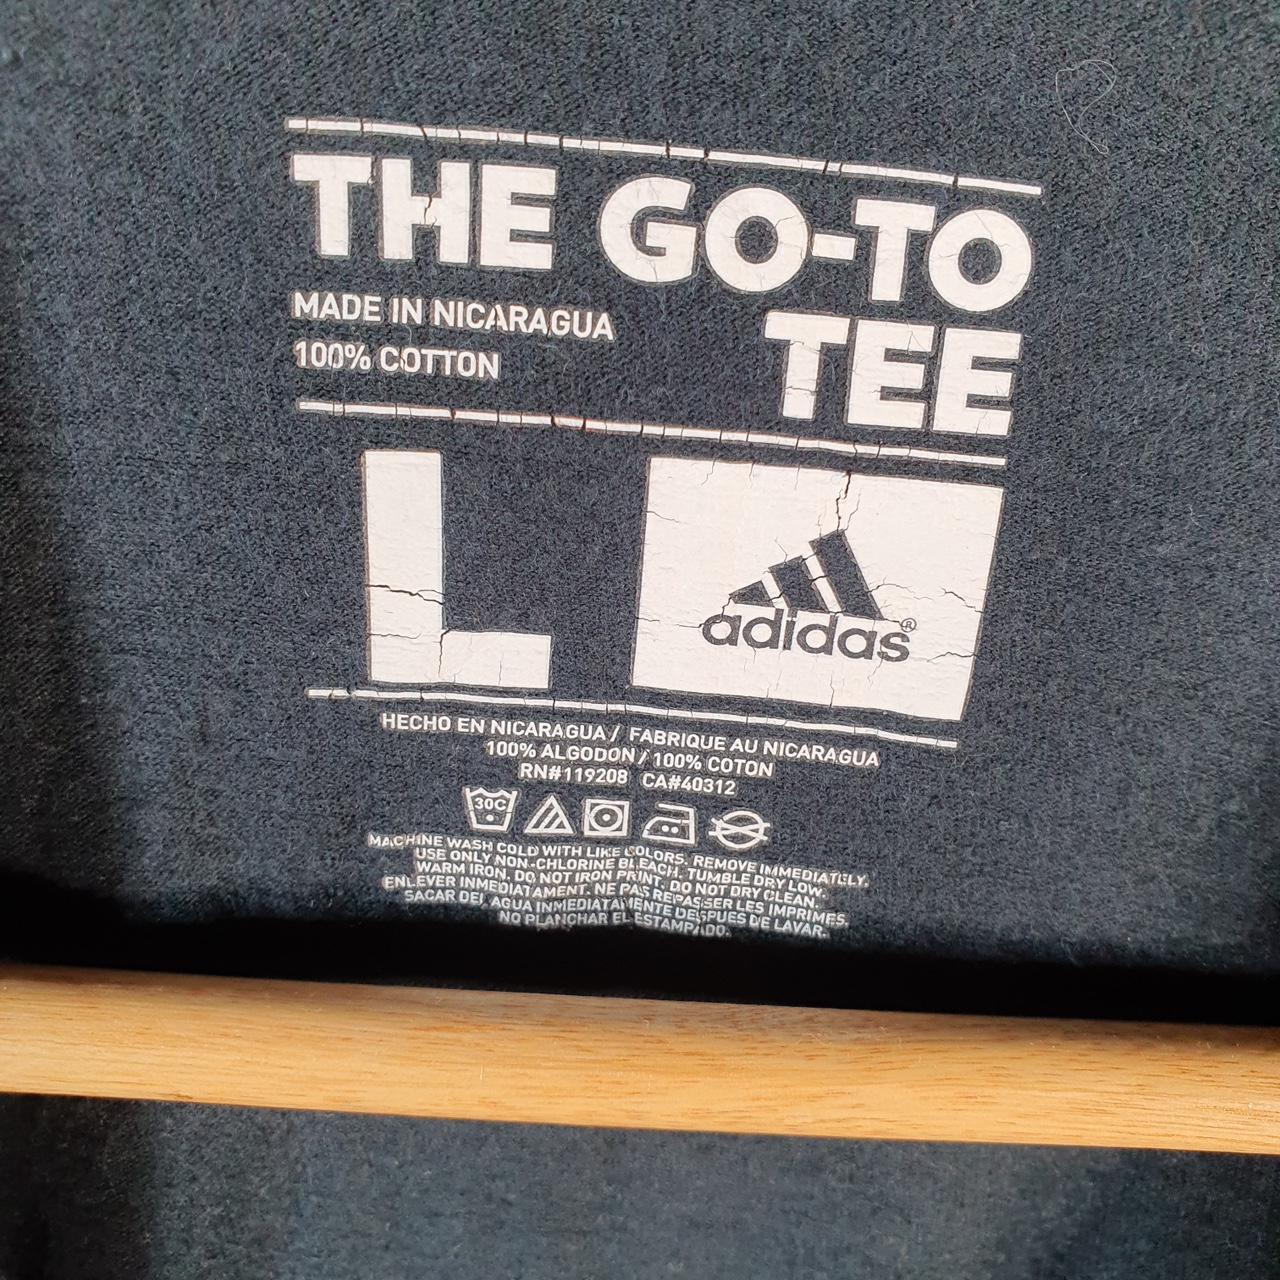 THE GO-TO
TEE
MADE IN NICARAGUA
100% COTTON
L
adidas®
HECHO EN NICARAGUA / FABRIQUE AU NICARAGUA
100% ALGODON / 100% COTON
RN#119208 CA#40312
30C
MACHINE WASH COLD WITH LIKE COLORS. REMOVE IMMEDIATELY.
USE ONLY NON-CHLORINE BLEACH. TUMBLE DRY LOW.
WARM IRON. DO NOT IRON PRINT. DO NOT DRY CLEAN.
ENLEVER INMEDIATAMENT. NE PAS REPASSER LES IMPRIMES.
SACAR DEL AGUA INMEDIATAMENTE DESPUES DE LAVAR.
NO PLANCHAR EL ESTAMPADO.